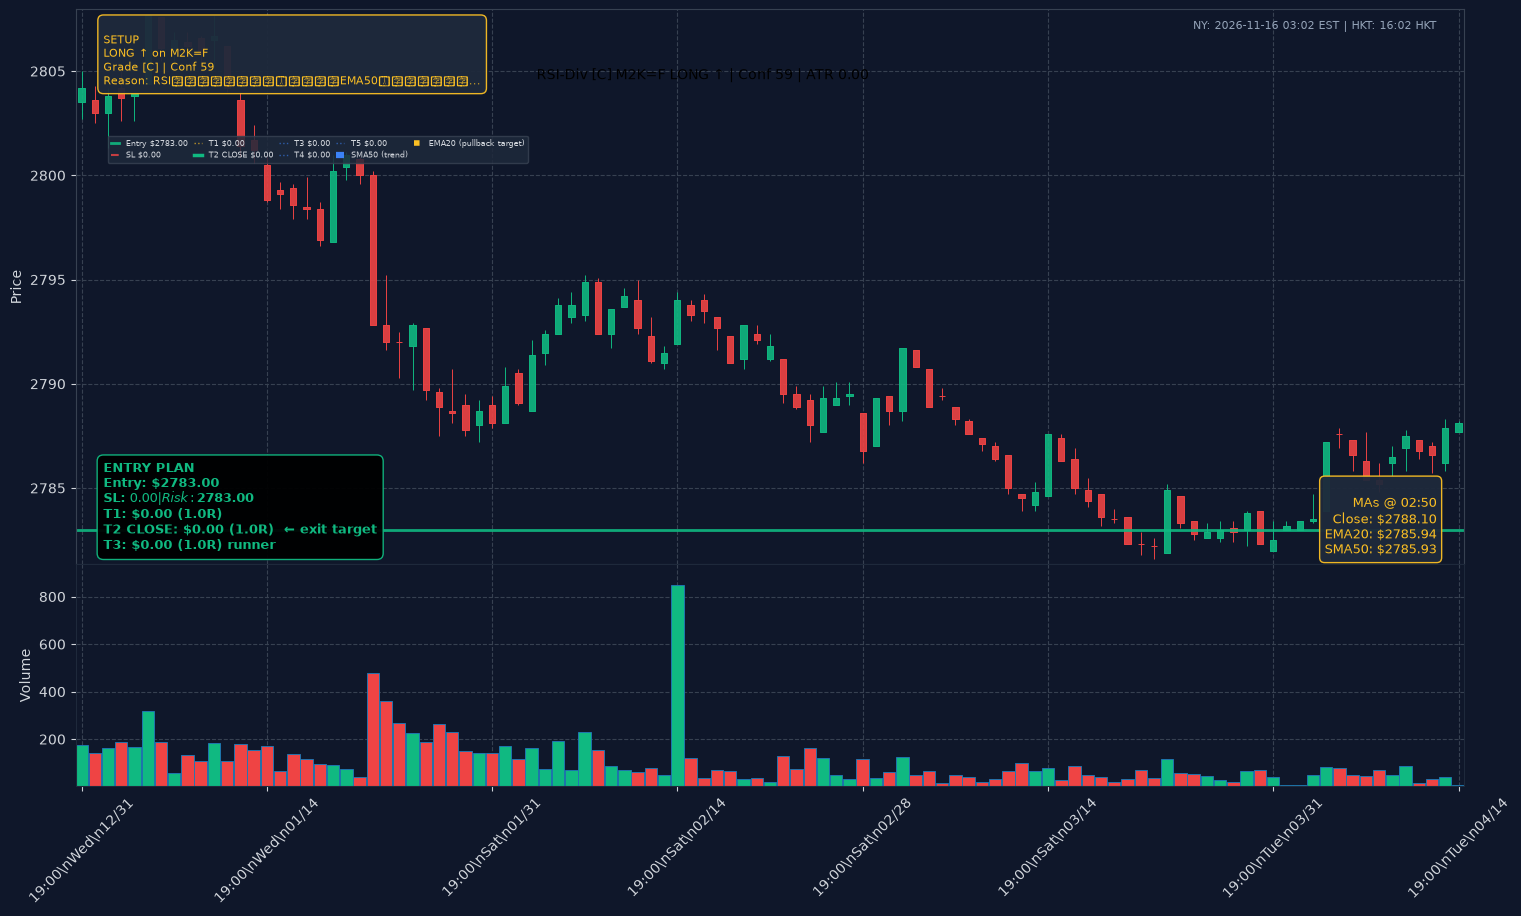 NY: 2026-11-16 03:02 EST | HKT: 16:02 HKT
SETUP
LONG ↑ on M2K=F
Grade [C] | Conf 59
Reason: RSI EMA50 ...
RSI-Div [C] M2K=F LONG ↑ | Conf 59 | ATR 0.00
Entry $2783.00 T1 $0.00 T3 $0.00 T5 $0.00 EMA20 (pullback target)
SL $0.00 T2 CLOSE $0.00 T4 $0.00 SMA50 (trend)
Price
2805
2800
2795
2790
2785
ENTRY PLAN
Entry: $2783.00
SL: 0.00|Risk:2783.00
T1: $0.00 (1.0R)
T2 CLOSE: $0.00 (1.0R) ← exit target
T3: $0.00 (1.0R) runner
MAs @ 02:50
Close: $2788.10
EMA20: $2785.94
SMA50: $2785.93
Volume
800
600
400
200
19:00\nWed\n12/31
19:00\nWed\n01/14
19:00\nSat\n01/31
19:00\nSat\n02/14
19:00\nSat\n02/28
19:00\nSat\n03/14
19:00\nTue\n03/31
19:00\nTue\n04/14